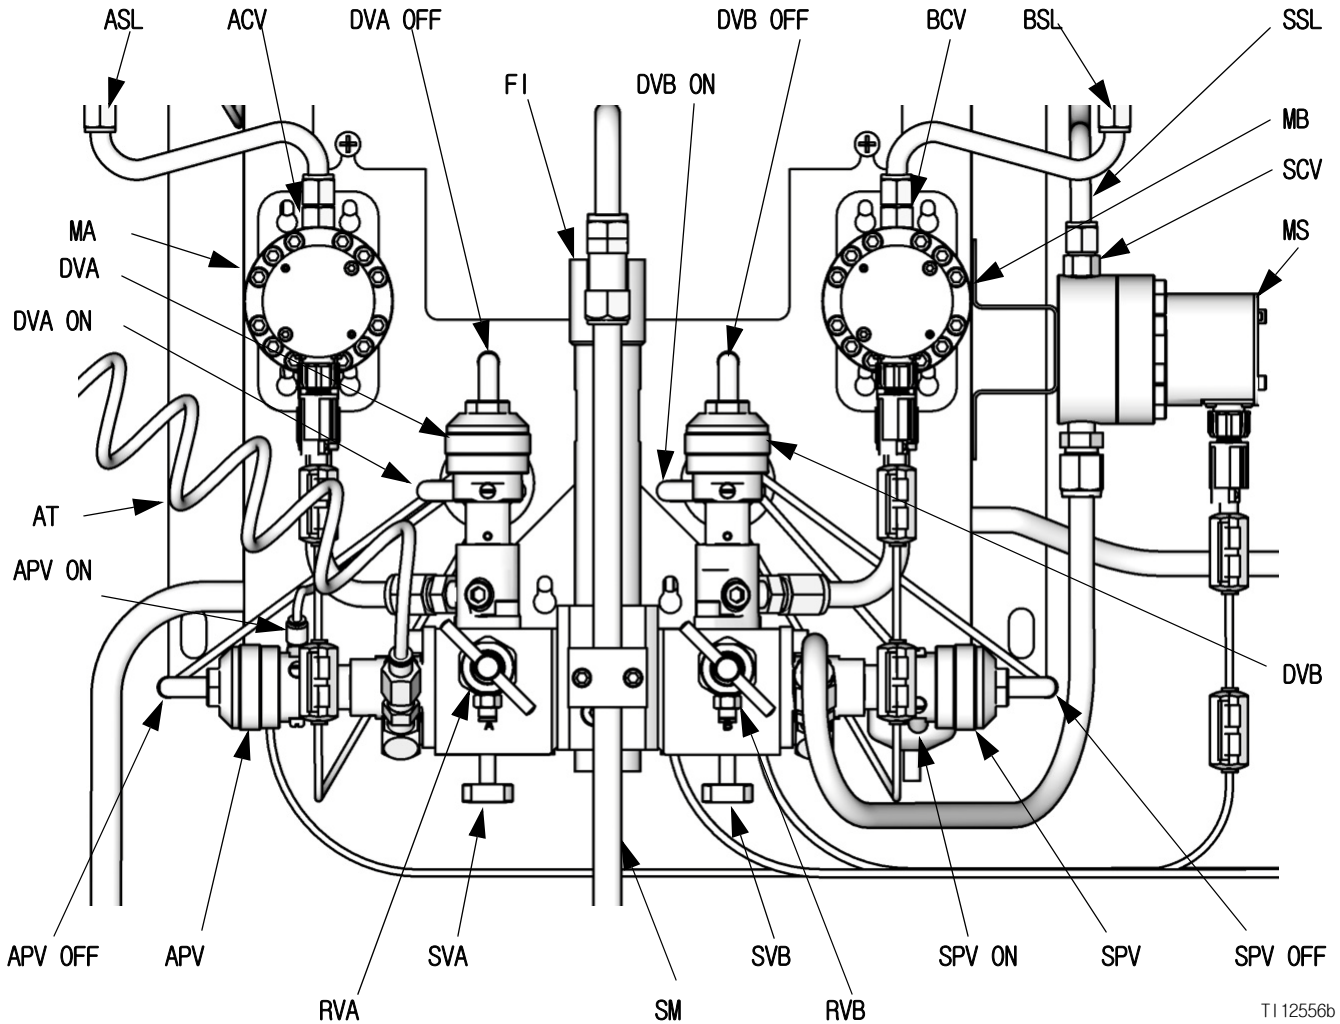 ASL ACV DVA OFF DVB OFF BCV BSL SSL
FI DVB ON
MB
SCV
MA
MS
DVA
DVA ON
AT
APV ON
DVB
APV OFF APV SVA SVB SPV ON SPV SPV OFF
RVA SM RVB
A
B
TI12556b